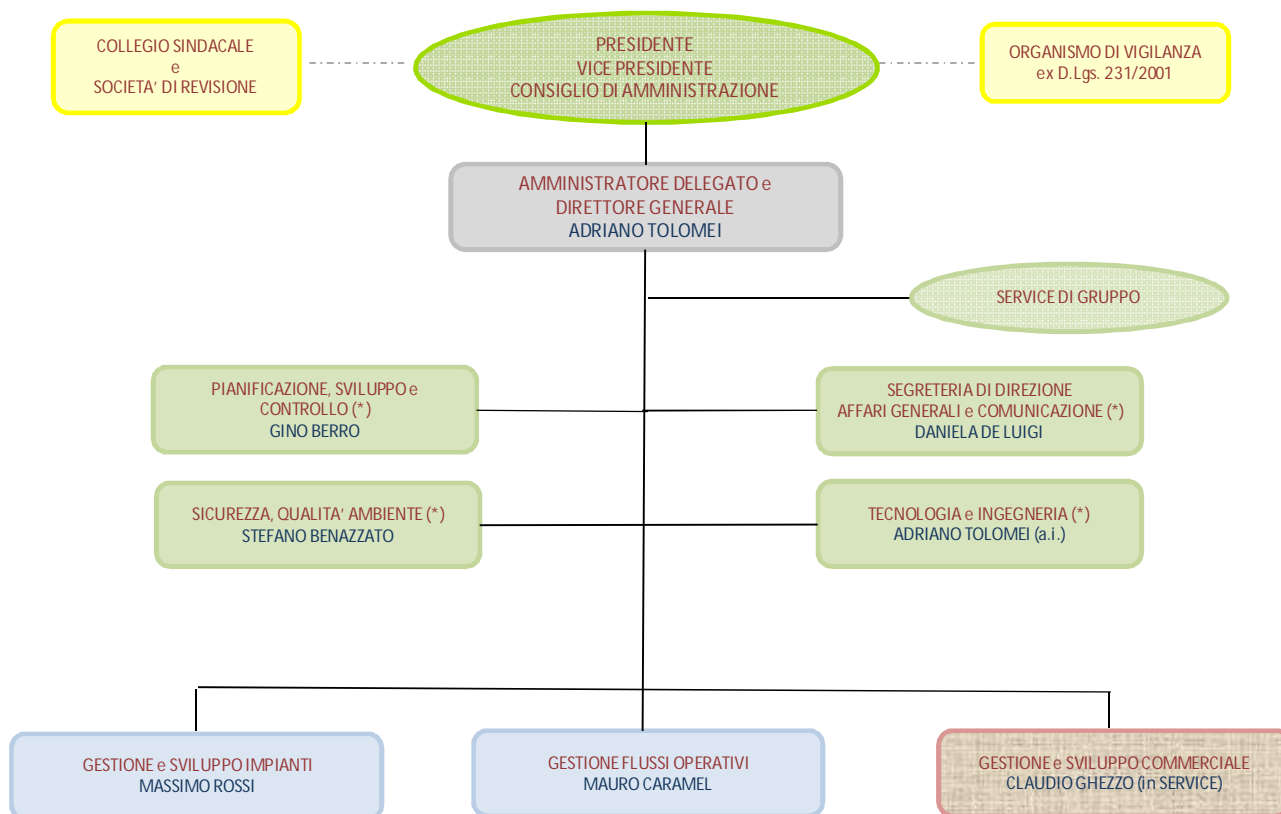 COLLEGIO SINDACALE
e
SOCIETA' DI REVISIONE
PRESIDENTE
VICE PRESIDENTE
CONSIGLIO DI AMMINISTRAZIONE
ORGANISMO DI VIGILANZA
ex D.Lgs. 231/2001
AMMINISTRATORE DELEGATO e
DIRETTORE GENERALE
ADRIANO TOLOMEI
SERVICE DI GRUPPO
PIANIFICAZIONE, SVILUPPO e
CONTROLLO (*)
GINO BERRO
SEGRETERIA DI DIREZIONE
AFFARI GENERALI e COMUNICAZIONE (*)
DANIELA DE LUIGI
SICUREZZA, QUALITA' AMBIENTE (*)
STEFANO BENAZZATO
TECNOLOGIA e INGEGNERIA (*)
ADRIANO TOLOMEI (a.i.)
GESTIONE e SVILUPPO IMPIANTI
MASSIMO ROSSI
GESTIONE FLUSSI OPERATIVI
MAURO CARAMEL
GESTIONE e SVILUPPO COMMERCIALE
CLAUDIO GHEZZO (in SERVICE)